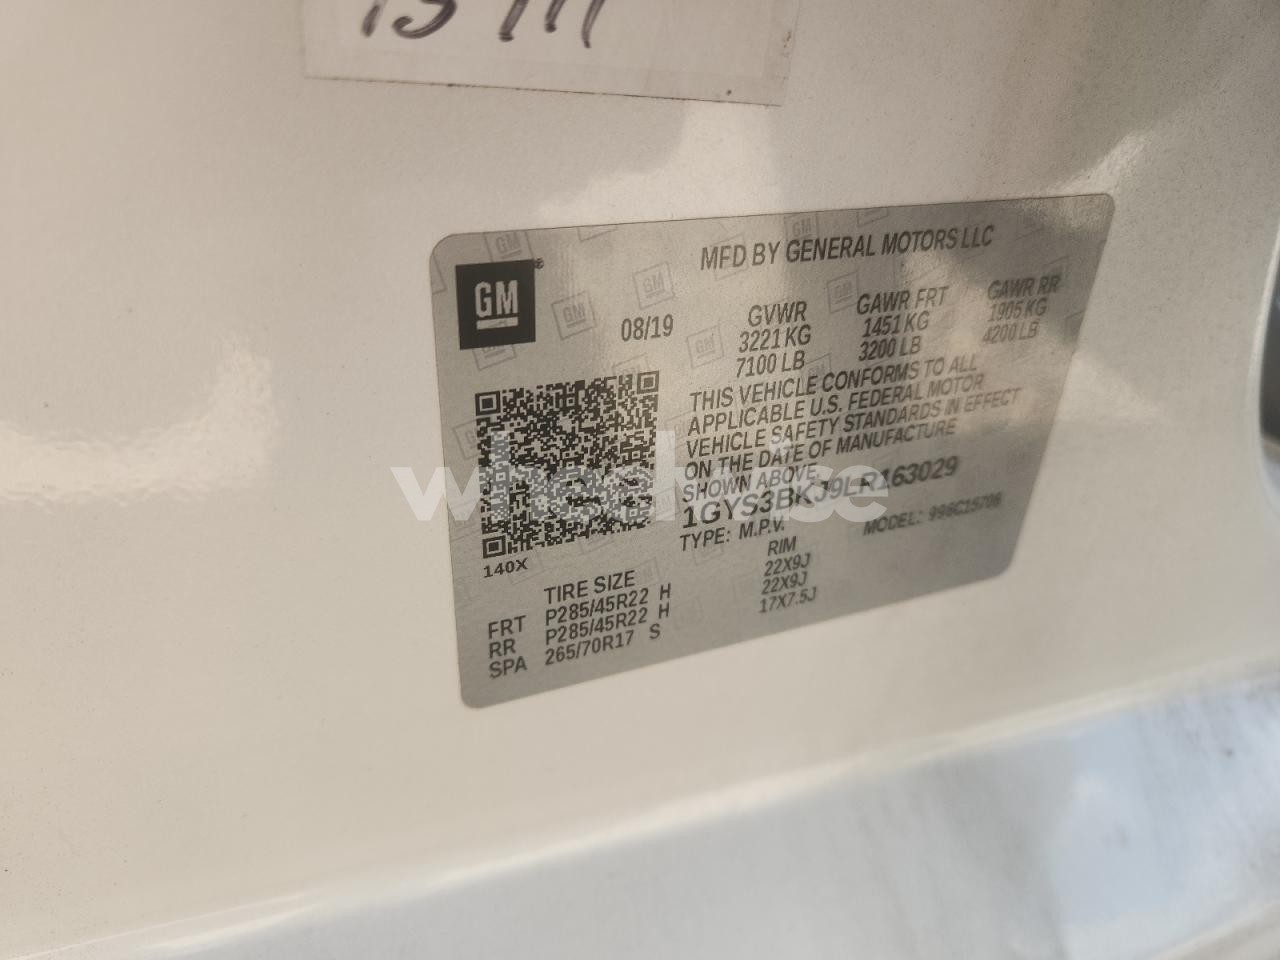 GM
MFD BY GENERAL MOTORS LLC
08/19
GVWR GAWR FRT GAWR RR
3221 KG 1451 KG 1905 KG
7100 LB 3200 LB 4200 LB
THIS VEHICLE CONFORMS TO ALL
APPLICABLE U.S. FEDERAL MOTOR
VEHICLE SAFETY STANDARDS IN EFFECT
ON THE DATE OF MANUFACTURE
SHOWN ABOVE.
1GYS3BKJ9LR163029
TYPE: M.P.V. MODEL: 996C15706
140X
TIRE SIZE RIM
FRT P285/45R22 H 22X9J
RR P285/45R22 H 22X9J
SPA 265/70R17 S 17X7.5J